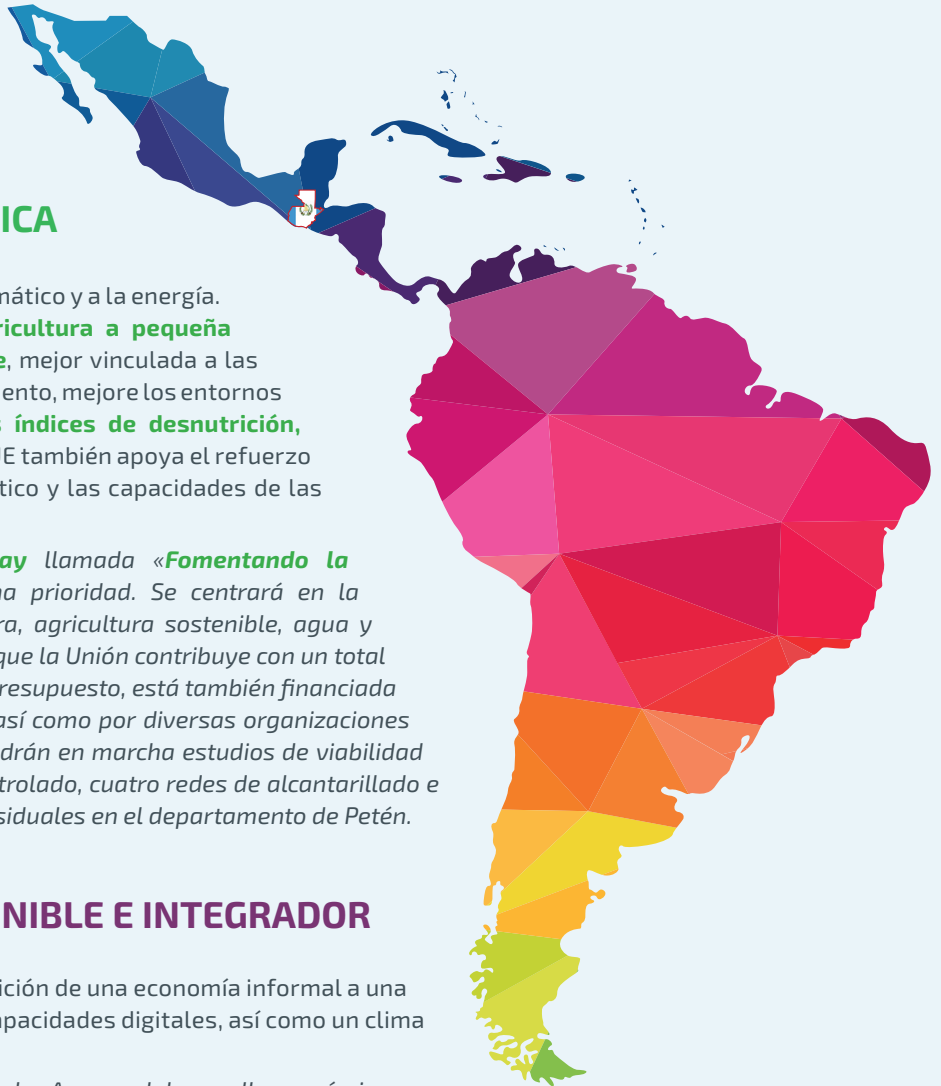 ICA
mático y a la energía.
ricultura a pequeña
e, mejor vinculada a las
ento, mejore los entornos
s índices de desnutrición,
JE también apoya el refuerzo
tico y las capacidades de las
ay llamada «Fomentando la
na prioridad. Se centrará en la
ra, agricultura sostenible, agua y
que la Unión contribuye con un total
resupuesto, está también financiada
así como por diversas organizaciones
drán en marcha estudios de viabilidad
trolado, cuatro redes de alcantarillado e
siduales en el departamento de Petén.
NIBLE E INTEGRADOR
ición de una economía informal a una
apacidades digitales, así como un clima